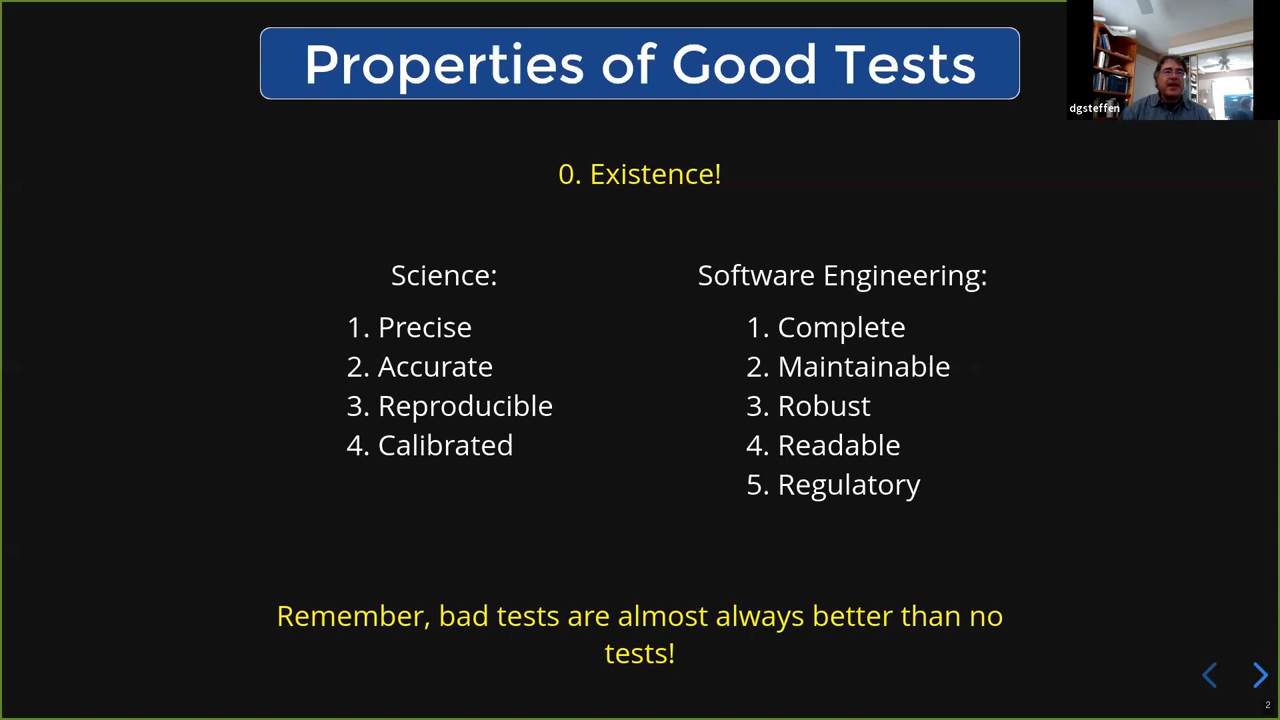 Properties of Good Tests
dgsteffen
0. Existence!
Science:
1. Precise
2. Accurate
3. Reproducible
4. Calibrated
Software Engineering:
1. Complete
2. Maintainable
3. Robust
4. Readable
5. Regulatory
Remember, bad tests are almost always better than no
tests!
2